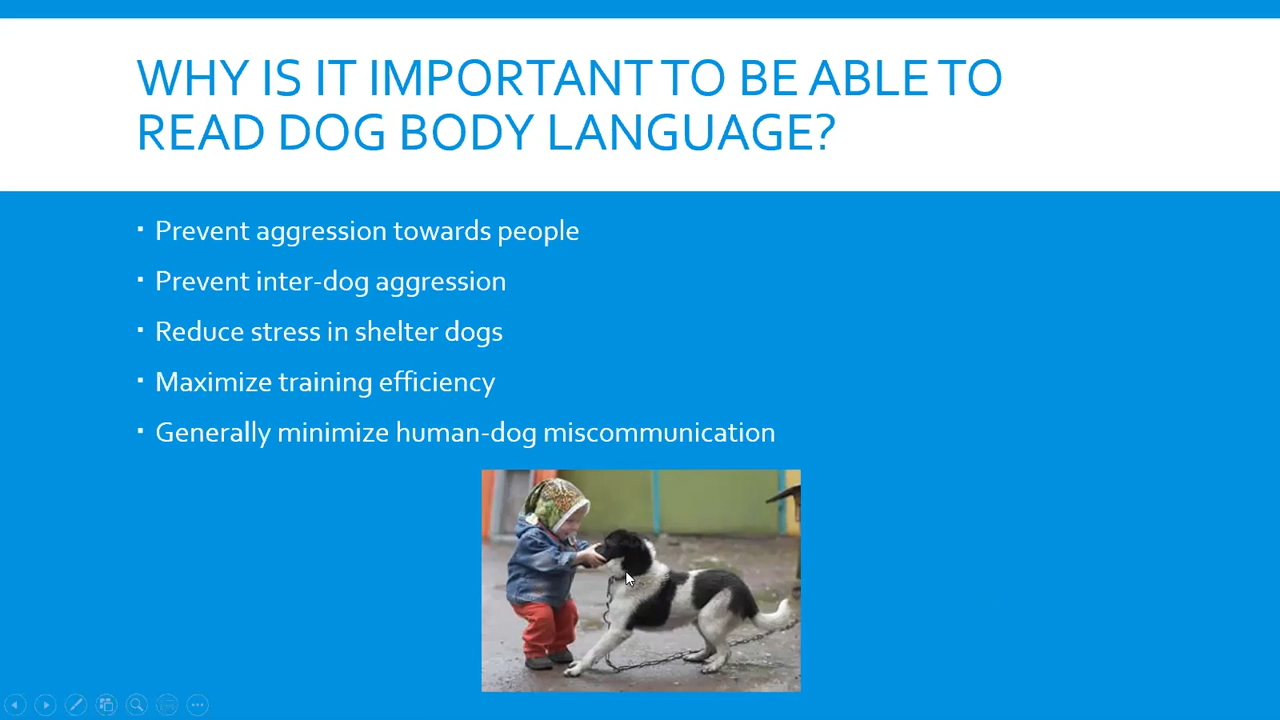 WHY IS IT IMPORTANT TO BE ABLE TO
READ DOG BODY LANGUAGE?
▪ Prevent aggression towards people
▪ Prevent inter-dog aggression
▪ Reduce stress in shelter dogs
▪ Maximize training efficiency
▪ Generally minimize human-dog miscommunication